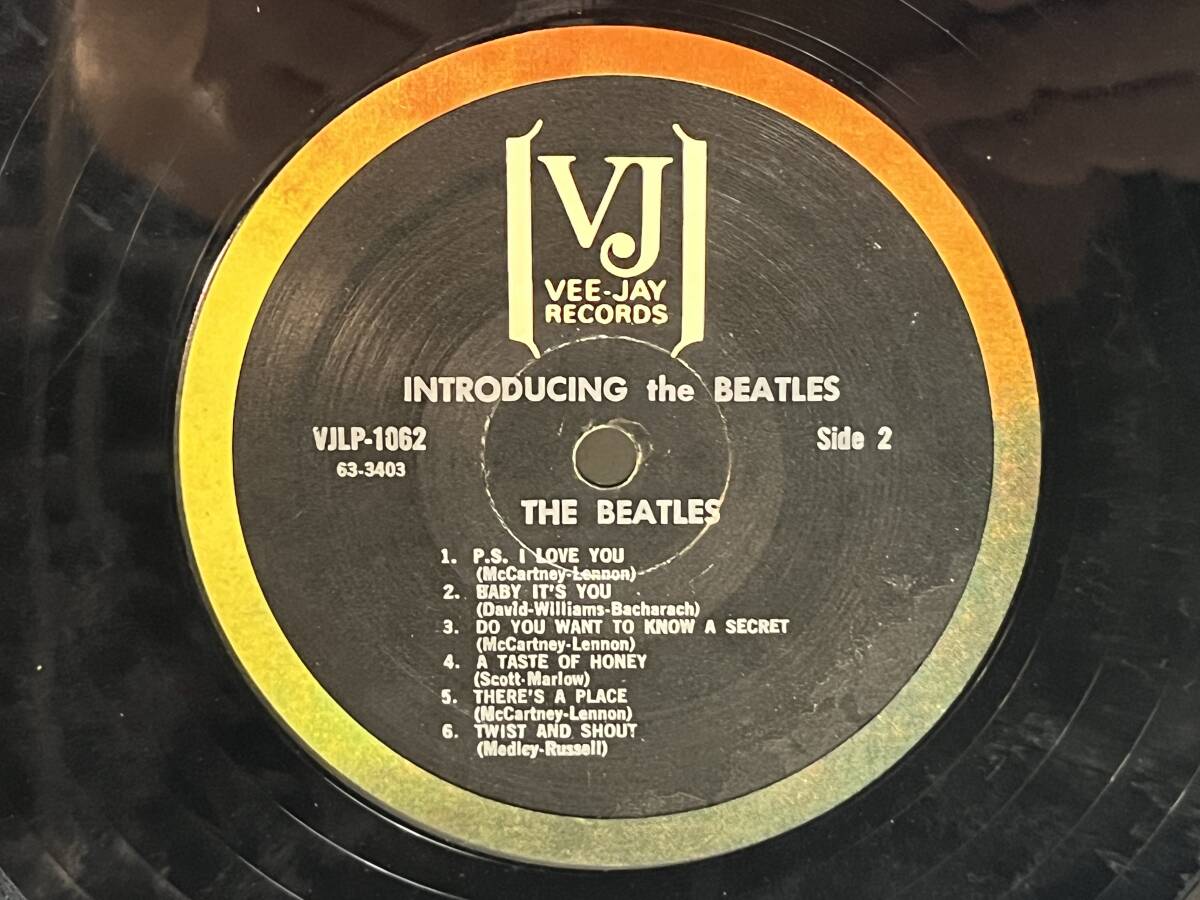 VJ
VEE-JAY
RECORDS
INTRODUCING the BEATLES
VJLP-1062 Side 2
63-3403
THE BEATLES
1. P.S. I LOVE YOU
(McCartney-Lennon)
2. BABY IT'S YOU
(David-Williams-Bacharach)
3. DO YOU WANT TO KNOW A SECRET
(McCartney-Lennon)
4. A TASTE OF HONEY
(Scott-Marlow)
5. THERE'S A PLACE
(McCartney-Lennon)
6. TWIST AND SHOUT
(Medley-Russell)